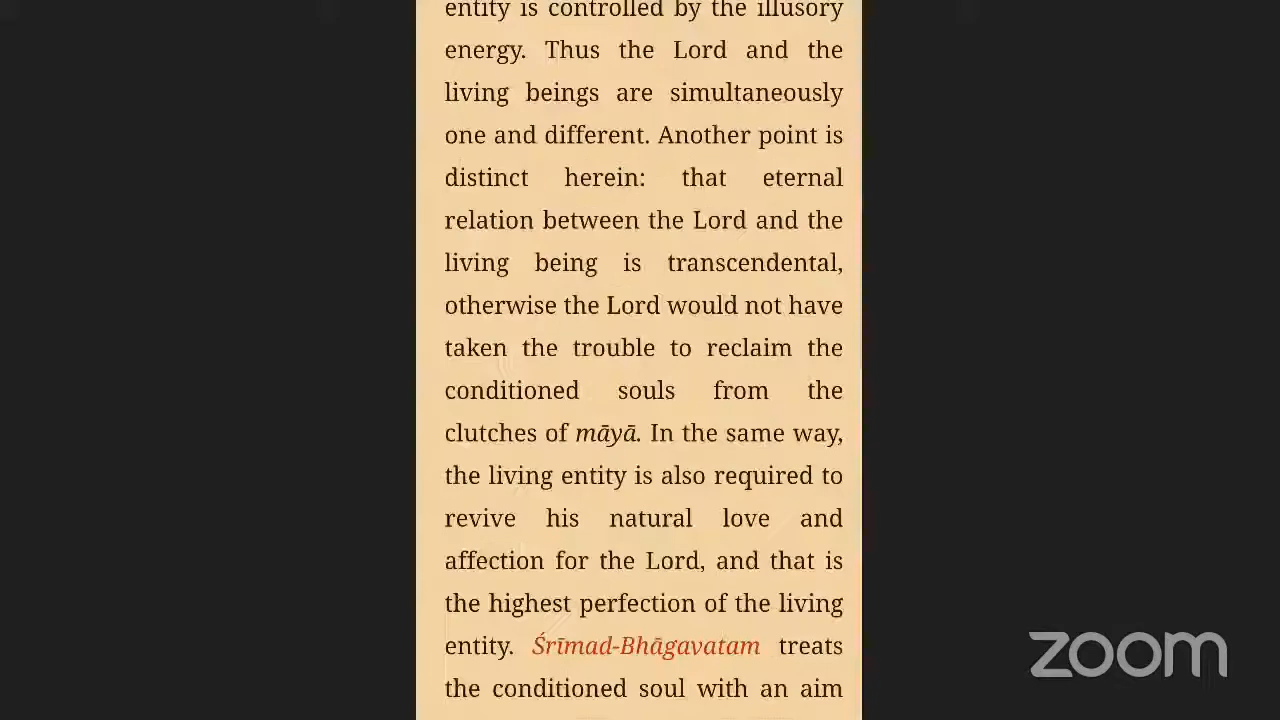 entity is controlled by the illusory
energy. Thus the Lord and the
living beings are simultaneously
one and different. Another point is
distinct herein: that eternal
relation between the Lord and the
living being is transcendental,
otherwise the Lord would not have
taken the trouble to reclaim the
conditioned souls from the
clutches of māyā. In the same way,
the living entity is also required to
revive his natural love and
affection for the Lord, and that is
the highest perfection of the living
entity. Śrīmad-Bhāgavatam treats
the conditioned soul with an aim
zoom